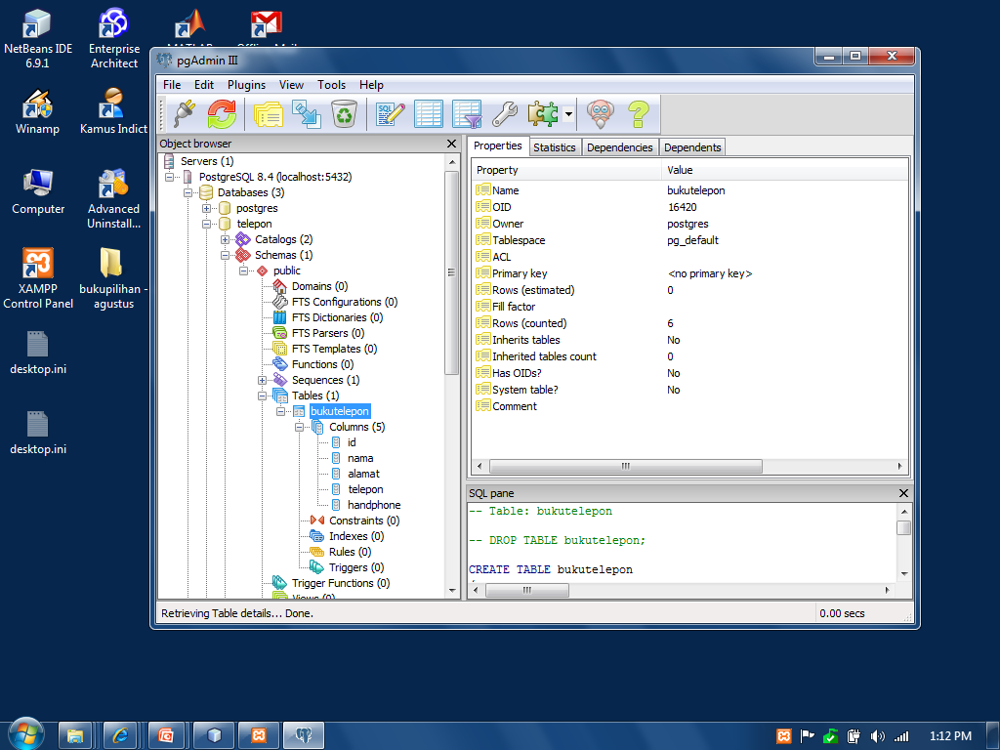 NetBeans IDE
6.9.1
Enterprise
Architect
Winamp
Kamus Indict
Computer
Advanced
Uninstall...
XAMPP
Control Panel
bukupilihan -
agustus
desktop.ini
desktop.ini
pgAdmin III
File Edit Plugins View Tools Help
SQL
Object browser
Servers (1)
PostgreSQL 8.4 (localhost:5432)
Databases (3)
postgres
telepon
Catalogs (2)
Schemas (1)
public
Domains (0)
FTS Configurations (0)
FTS Dictionaries (0)
FTS Parsers (0)
FTS Templates (0)
Functions (0)
Sequences (1)
Tables (1)
bukutelepon
Columns (5)
id
nama
alamat
telepon
handphone
Constraints (0)
Indexes (0)
Rules (0)
Triggers (0)
Trigger Functions (0)
Views (0)
Properties Statistics Dependencies Dependents
Property Value
Name bukutelepon
OID 16420
Owner postgres
Tablespace pg_default
ACL
Primary key <no primary key>
Rows (estimated) 0
Fill factor
Rows (counted) 6
Inherits tables No
Inherited tables count 0
Has OIDs? No
System table? No
Comment
SQL pane
-- Table: bukutelepon
-- DROP TABLE bukutelepon;
CREATE TABLE bukutelepon
Retrieving Table details... Done.
0.00 secs
1:12 PM